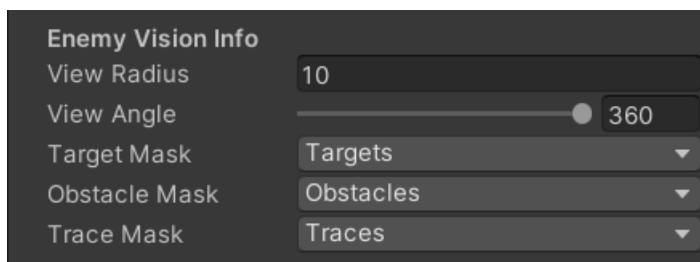 Enemy Vision Info
View Radius 10
View Angle 360
Target Mask Targets
Obstacle Mask Obstacles
Trace Mask Traces